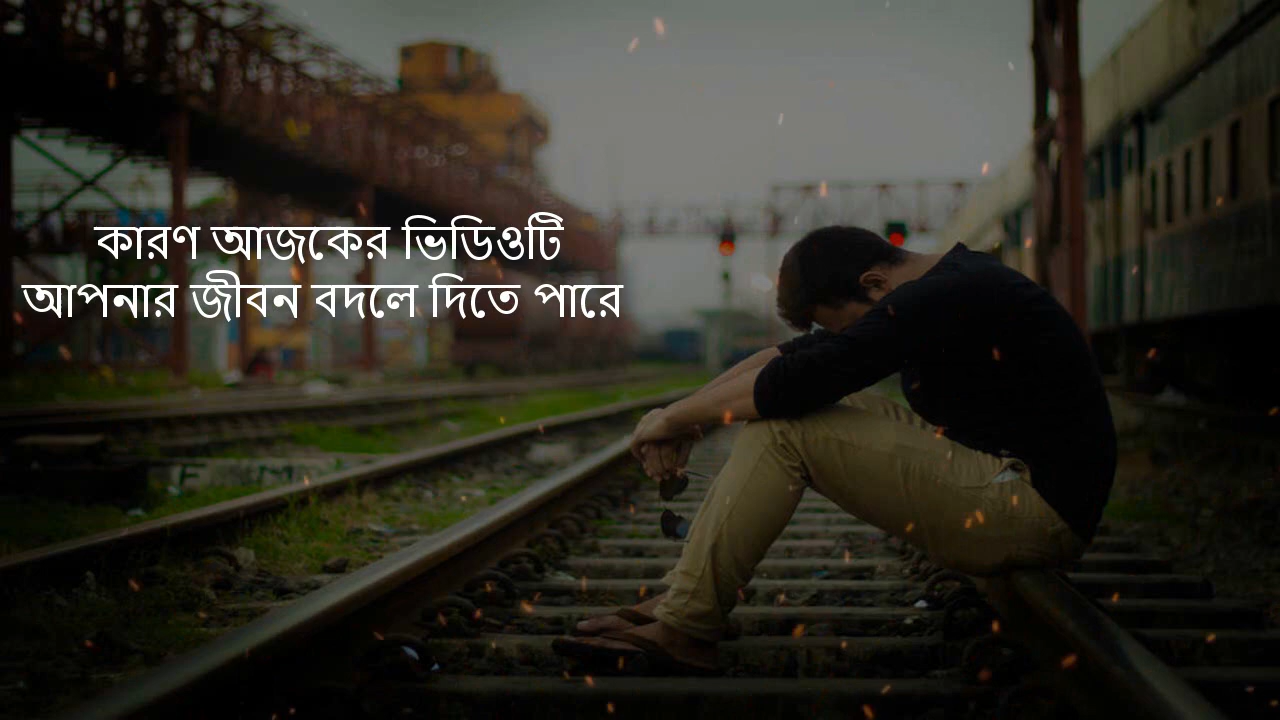 কারণ আজকের ভিডিওটি
আপনার জীবন বদলে দিতে পারে